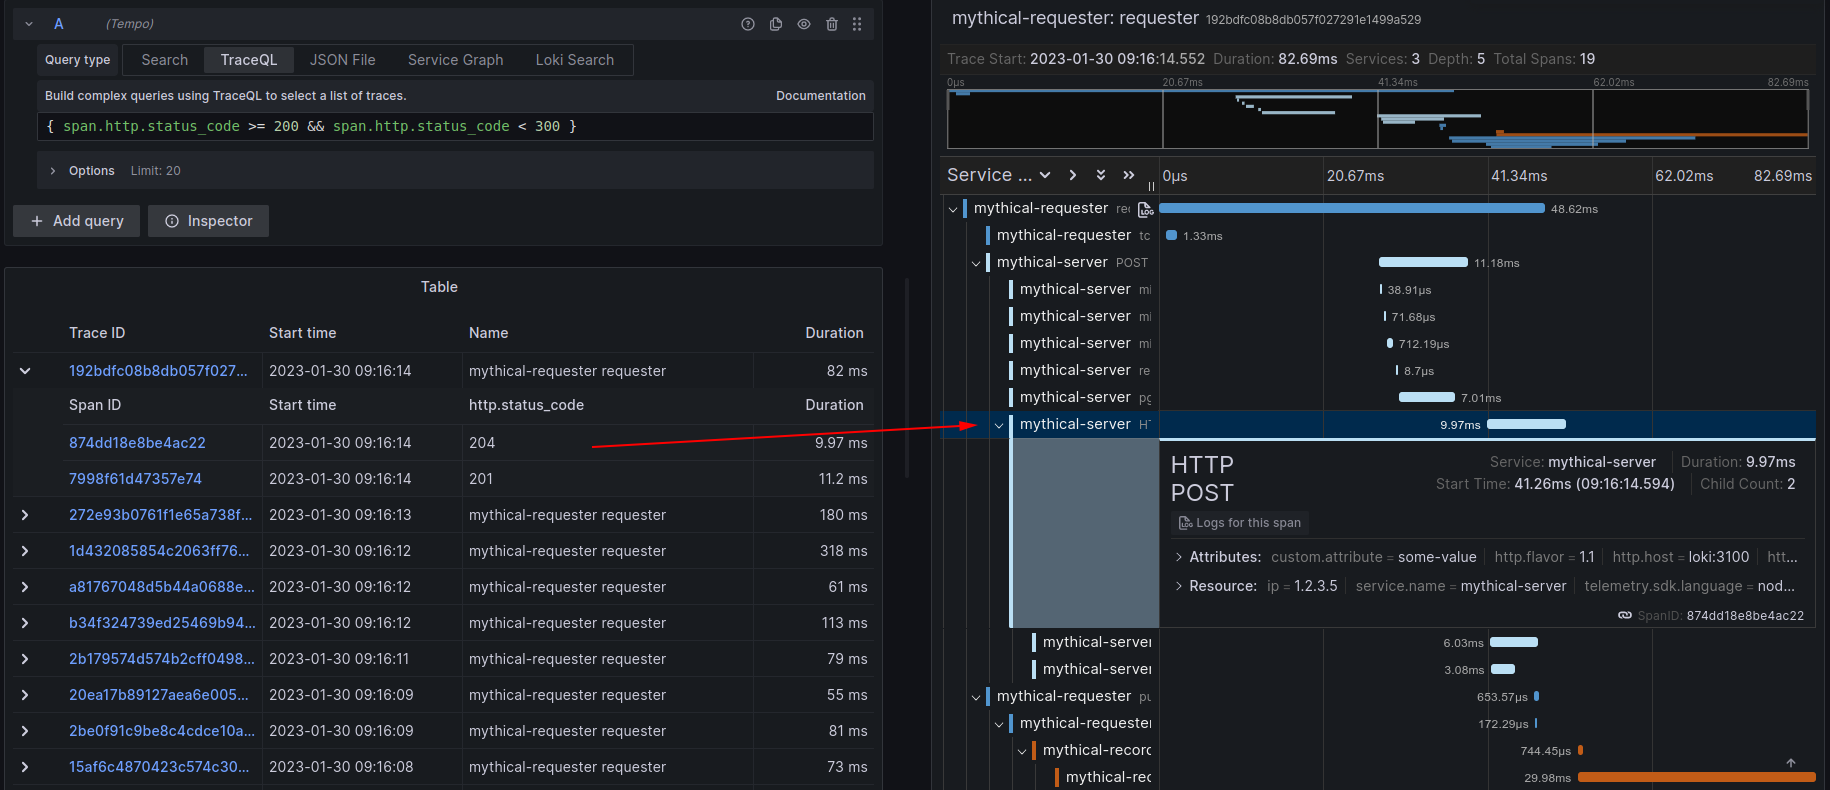 A (Tempo)
Query type Search TraceQL JSON File Service Graph Loki Search
Build complex queries using TraceQL to select a list of traces. Documentation
{ span.http.status_code >= 200 && span.http.status_code < 300 }
Options Limit: 20
+ Add query Inspector
Table
Trace ID Start time Name Duration
192bdfc08b8db057f027... 2023-01-30 09:16:14 mythical-requester requester 82 ms
Span ID Start time http.status_code Duration
874dd18e8be4ac22 2023-01-30 09:16:14 204 9.97 ms
7998f61d47357e74 2023-01-30 09:16:14 201 11.2 ms
272e93b0761f1e65a738f... 2023-01-30 09:16:13 mythical-requester requester 180 ms
1d432085854c2063ff76... 2023-01-30 09:16:12 mythical-requester requester 318 ms
a81767048d5b44a0688e... 2023-01-30 09:16:12 mythical-requester requester 61 ms
b34f324739ed25469b94... 2023-01-30 09:16:12 mythical-requester requester 113 ms
2b179574d574b2cff0498... 2023-01-30 09:16:11 mythical-requester requester 79 ms
20ea17b89127aea6e005... 2023-01-30 09:16:09 mythical-requester requester 55 ms
2be0f91c9be8c4cdce10a... 2023-01-30 09:16:09 mythical-requester requester 81 ms
15af6c4870423c574c30... 2023-01-30 09:16:08 mythical-requester requester 73 ms
mythical-requester: requester 192bdfc08b8db057f027291e1499a529
Trace Start: 2023-01-30 09:16:14.552 Duration: 82.69ms Services: 3 Depth: 5 Total Spans: 19
0μs 20.67ms 41.34ms 62.02ms 82.69ms
Service ... 0μs 20.67ms 41.34ms 62.02ms 82.69ms
mythical-requester rec LOG 48.62ms
mythical-requester tc 1.33ms
mythical-server POST 11.18ms
mythical-server mi 38.91μs
mythical-server mi 71.68μs
mythical-server mi 712.19μs
mythical-server re 8.7μs
mythical-server pg 7.01ms
mythical-server HT 9.97ms
HTTP POST
Service: mythical-server Duration: 9.97ms
Start Time: 41.26ms (09:16:14.594) Child Count: 2
LOG Logs for this span
Attributes: custom.attribute = some-value http.flavor = 1.1 http.host = loki:3100 htt...
Resource: ip = 1.2.3.5 service.name = mythical-server telemetry.sdk.language = nod...
SpanID: 874dd18e8be4ac22
mythical-server 6.03ms
mythical-server 3.08ms
mythical-requester pu 653.57μs
mythical-requester 172.29μs
mythical-recorc 744.45μs
mythical-rec 29.98ms